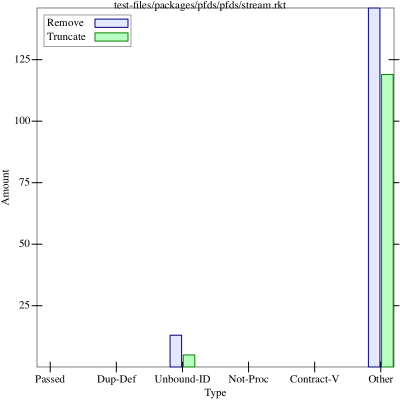 test-files/packages/pfds/pfds/stream.rkt
Remove
Truncate
125
100
75
50
25
Amount
Passed Dup-Def Unbound-ID Not-Proc Contract-V Other
Type